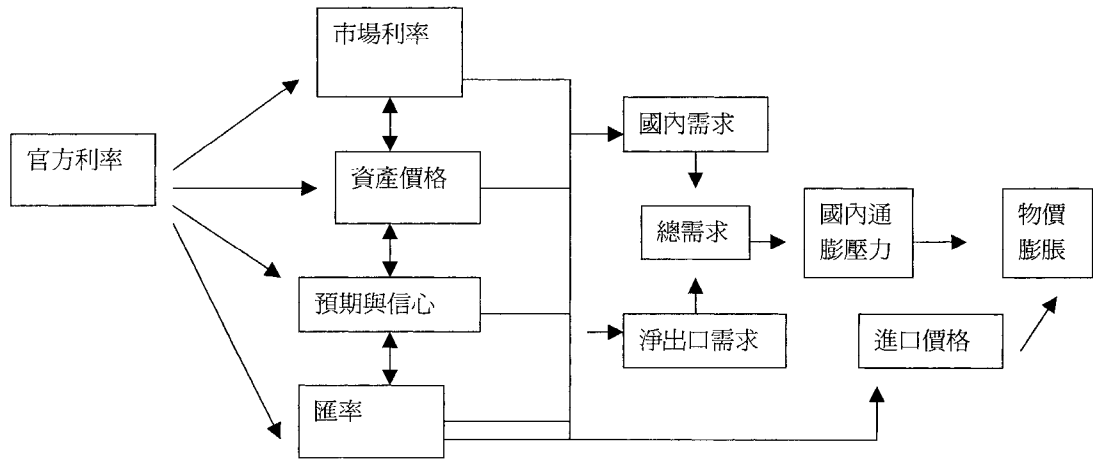 市場利率
官方利率
資產價格
預期與信心
匯率
國內需求
總需求
淨出口需求
國內通
膨壓力
物價
膨脹
進口價格